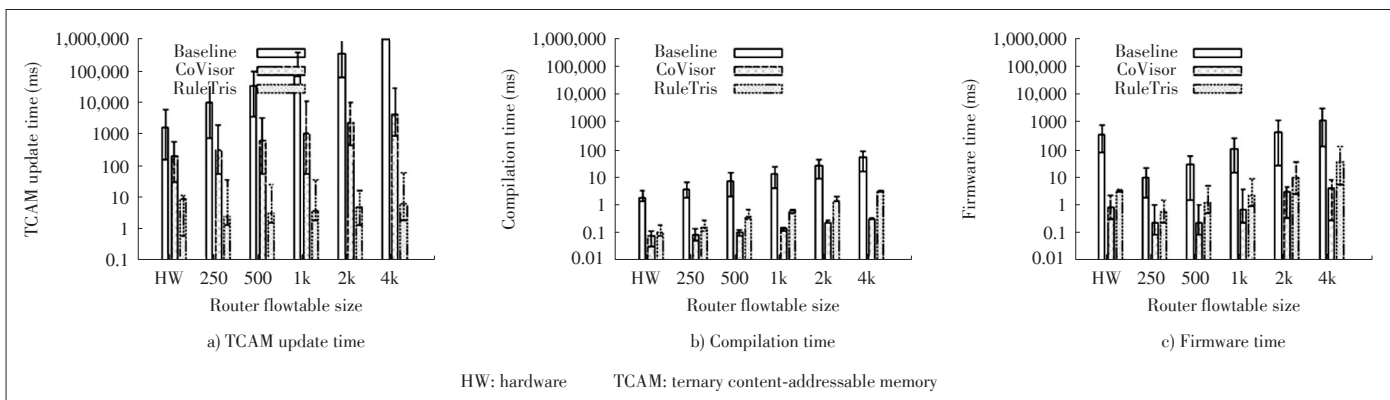 1,000,000
100,000
10,000
1000
100
10
1
0.1
TCAM update time (ms)
Baseline
CoVisor
RuleTris
HW 250 500 1k 2k 4k
Router flowtable size
a) TCAM update time
1,000,000
100,000
10,000
1000
100
10
1
0.1
0.01
Compilation time (ms)
Baseline
CoVisor
RuleTris
HW 250 500 1k 2k 4k
Router flowtable size
b) Compilation time
1,000,000
100,000
10,000
1000
100
10
1
0.1
0.01
Firmware time (ms)
Baseline
CoVisor
RuleTris
HW 250 500 1k 2k 4k
Router flowtable size
c) Firmware time
HW: hardware TCAM: ternary content-addressable memory